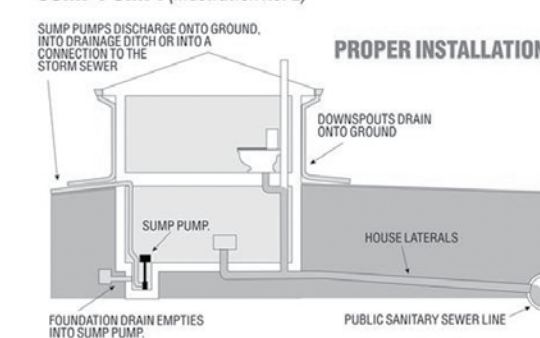 SUMP PUMPS DISCHARGE ONTO GROUND,
INTO DRAINAGE DITCH OR INTO A
CONNECTION TO THE
STORM SEWER
PROPER INSTALLATION
DOWNSPOUTS DRAIN
ONTO GROUND
SUMP PUMP.
HOUSE LATERALS
FOUNDATION DRAIN EMPTIES
INTO SUMP PUMP.
PUBLIC SANITARY SEWER LINE